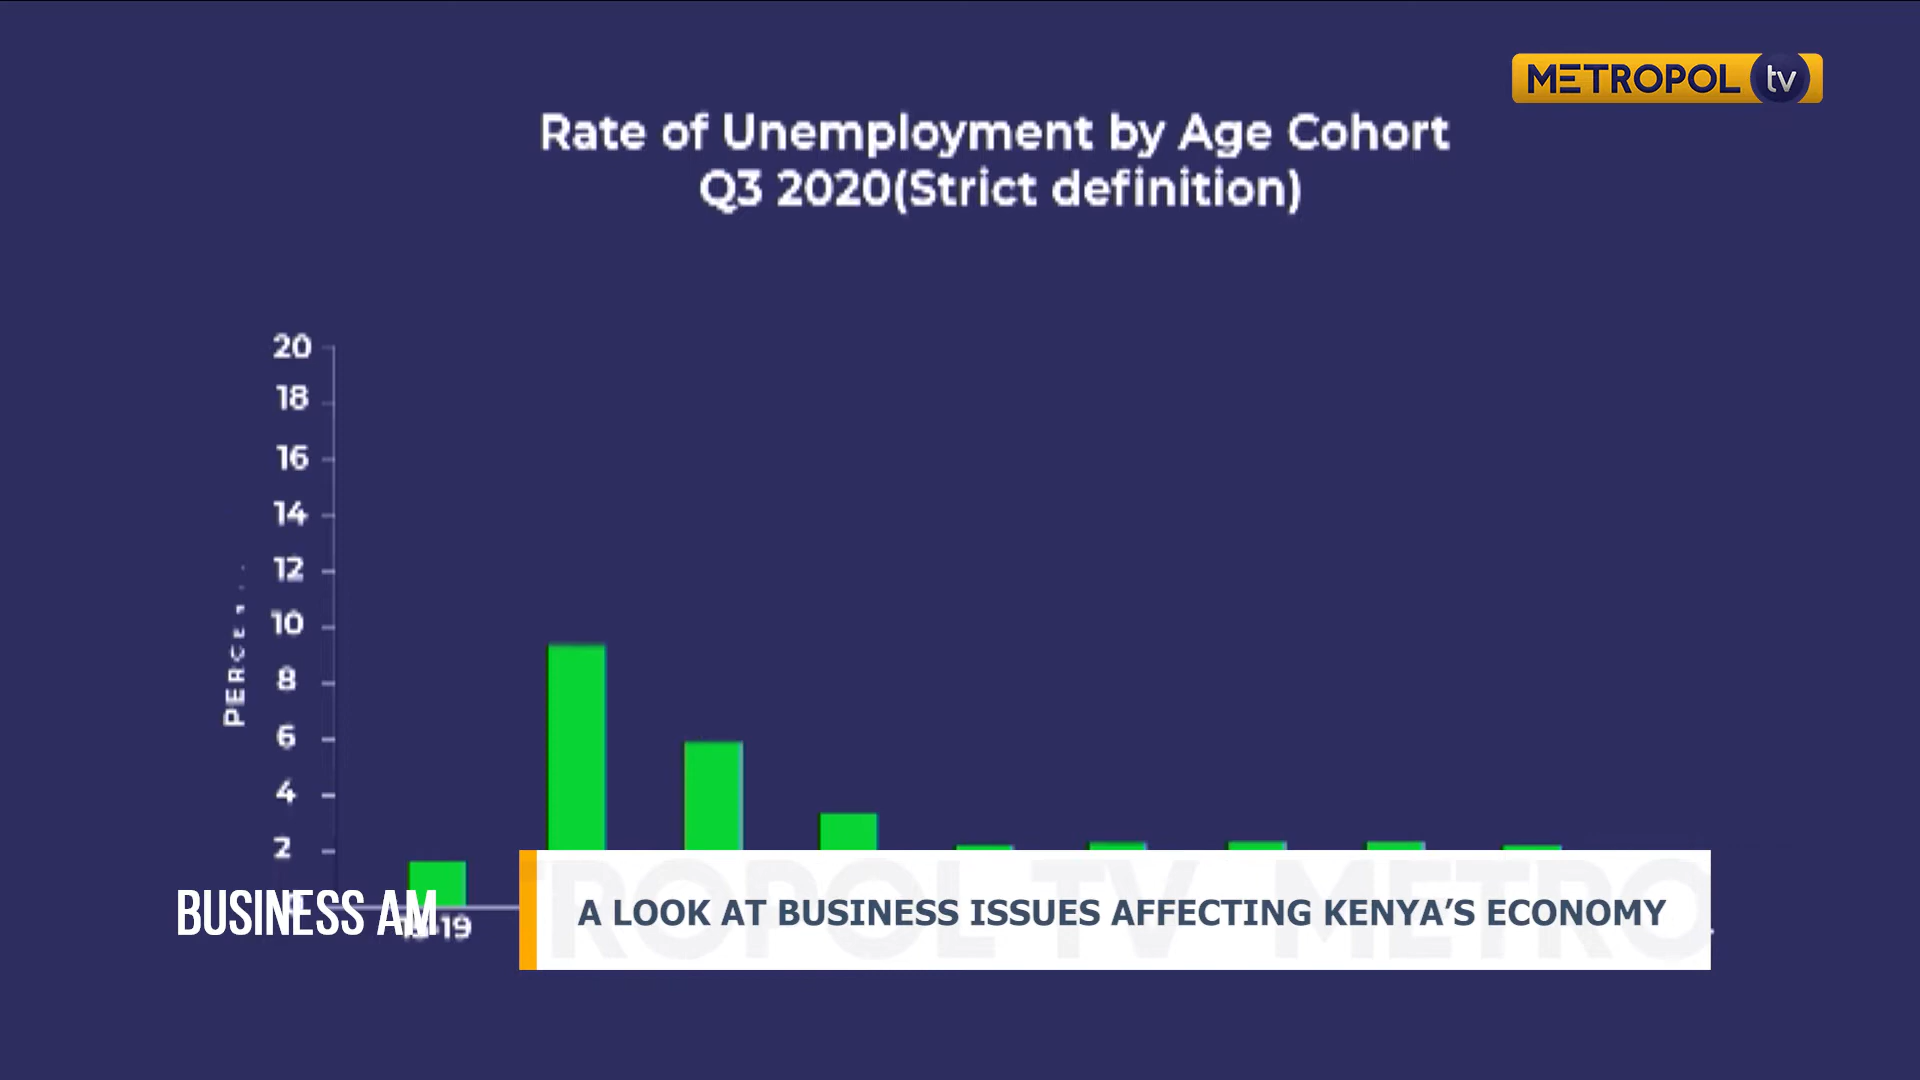 METROPOL tv
Rate of Unemployment by Age Cohort
Q3 2020(Strict definition)
20
18
16
14
12
10
8
6
4
2
BUSINESS AM
A LOOK AT BUSINESS ISSUES AFFECTING KENYA'S ECONOMY